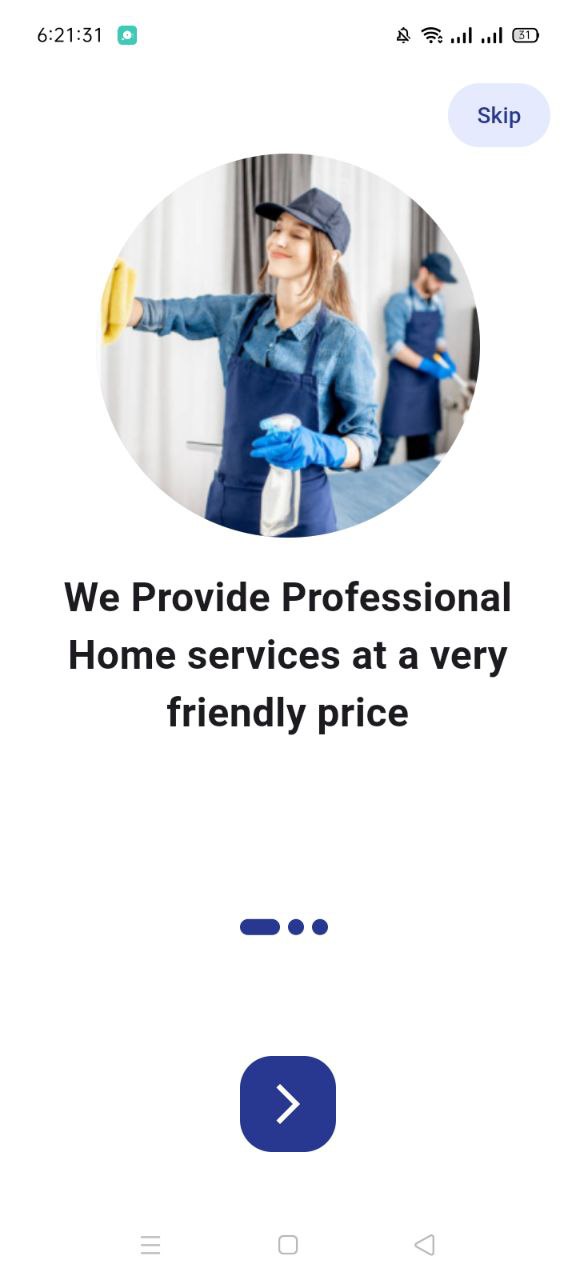 6:21:31
31
Skip
We Provide Professional
Home services at a very
friendly price